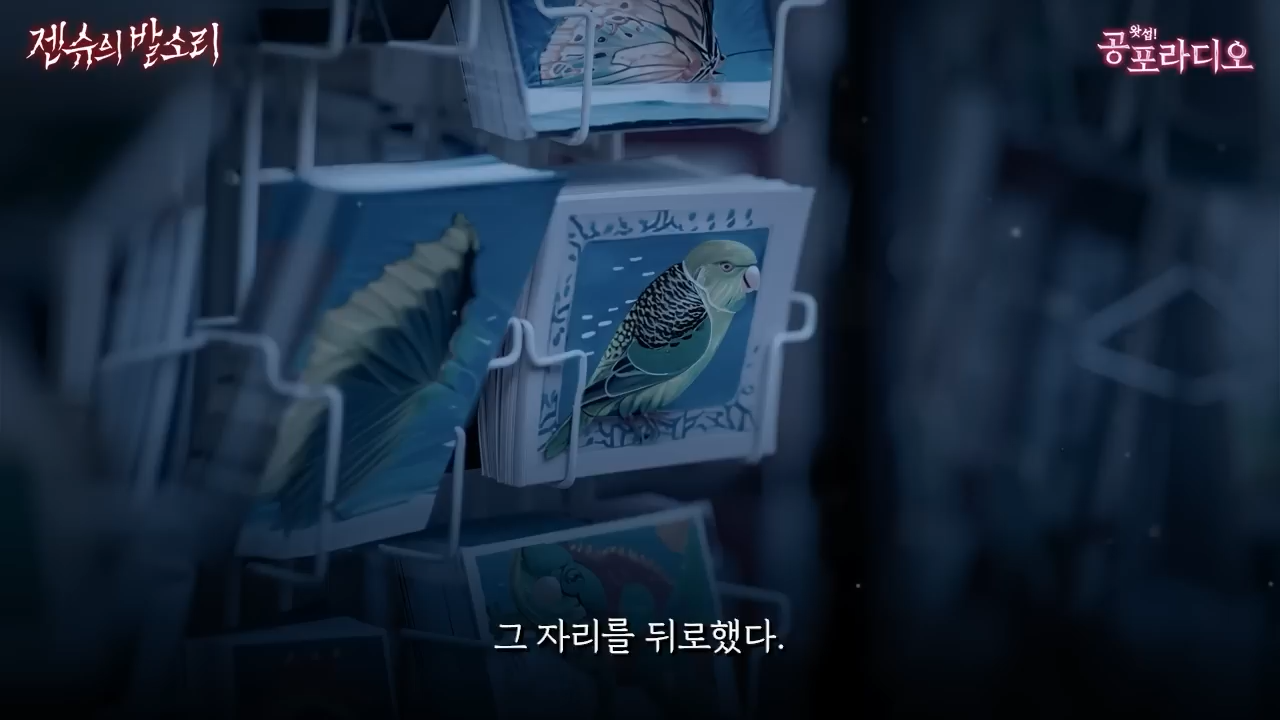 젠슈의 발소리
왓섭!
공포라디오
그 자리를 뒤로했다.